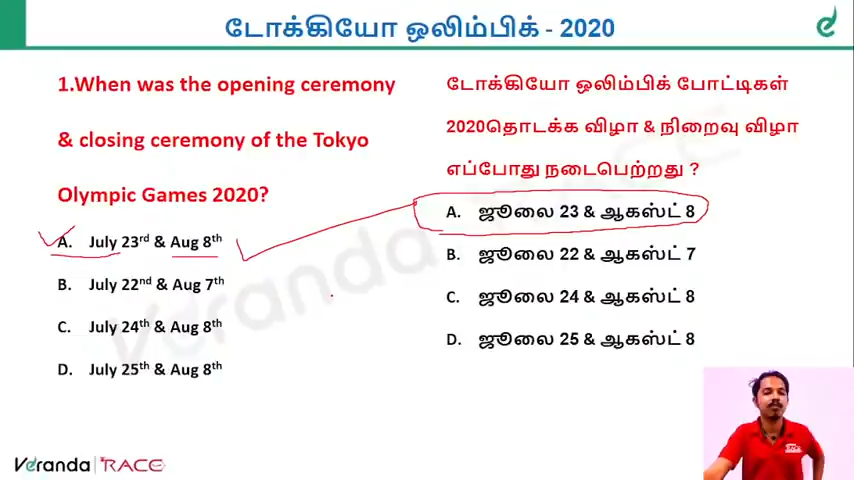 டோக்கியோ ஒலிம்பிக் - 2020
1.When was the opening ceremony
& closing ceremony of the Tokyo
Olympic Games 2020?
A. July 23rd & Aug 8th
B. July 22nd & Aug 7th
C. July 24th & Aug 8th
D. July 25th & Aug 8th
டோக்கியோ ஒலிம்பிக் போட்டிகள்
2020தொடக்க விழா & நிறைவு விழா
எப்போது நடைபெற்றது ?
A. ஜூலை 23 & ஆகஸ்ட் 8
B. ஜூலை 22 & ஆகஸ்ட் 7
C. ஜூலை 24 & ஆகஸ்ட் 8
D. ஜூலை 25 & ஆகஸ்ட் 8
Veranda RACE
Veranda RACE